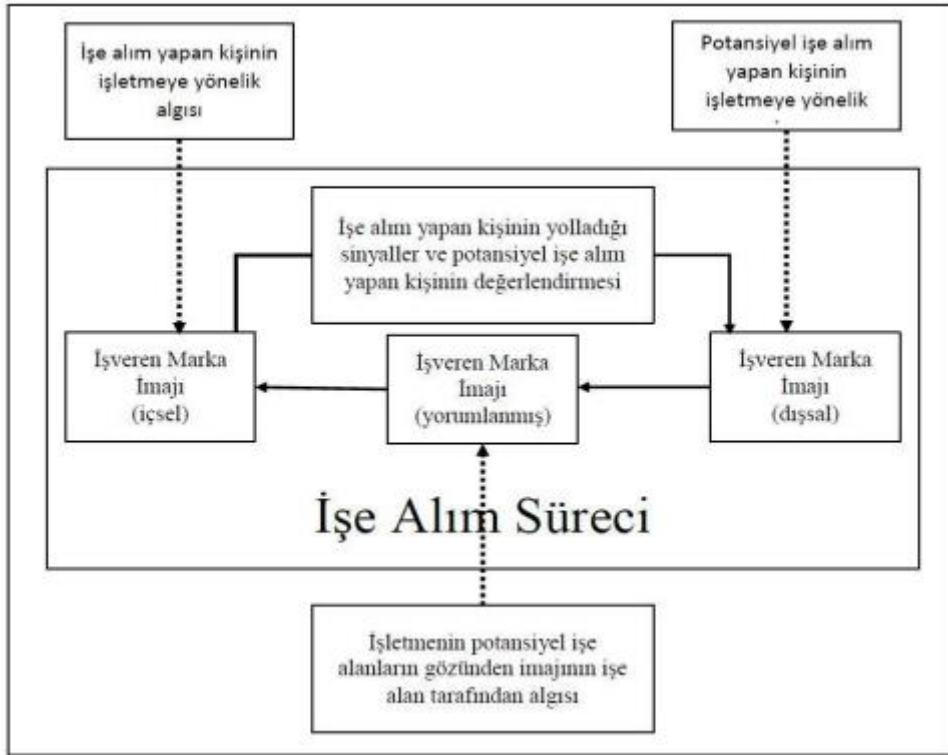 İşe alım yapan kişinin
işletmeye yönelik
algısı
Potansiyel işe alım
yapan kişinin
işletmeye yönelik
İşe alım yapan kişinin yolladığı
sinyaller ve potansiyel işe alım
yapan kişinin değerlendirmesi
İşveren Marka
İmajı
(içsel)
İşveren Marka
İmajı
(yorumlanmış)
İşveren Marka
İmajı
(dışsal)
İşe Alım Süreci
İşletmenin potansiyel işe
alanların gözünden imajının işe
alan tarafından algısı